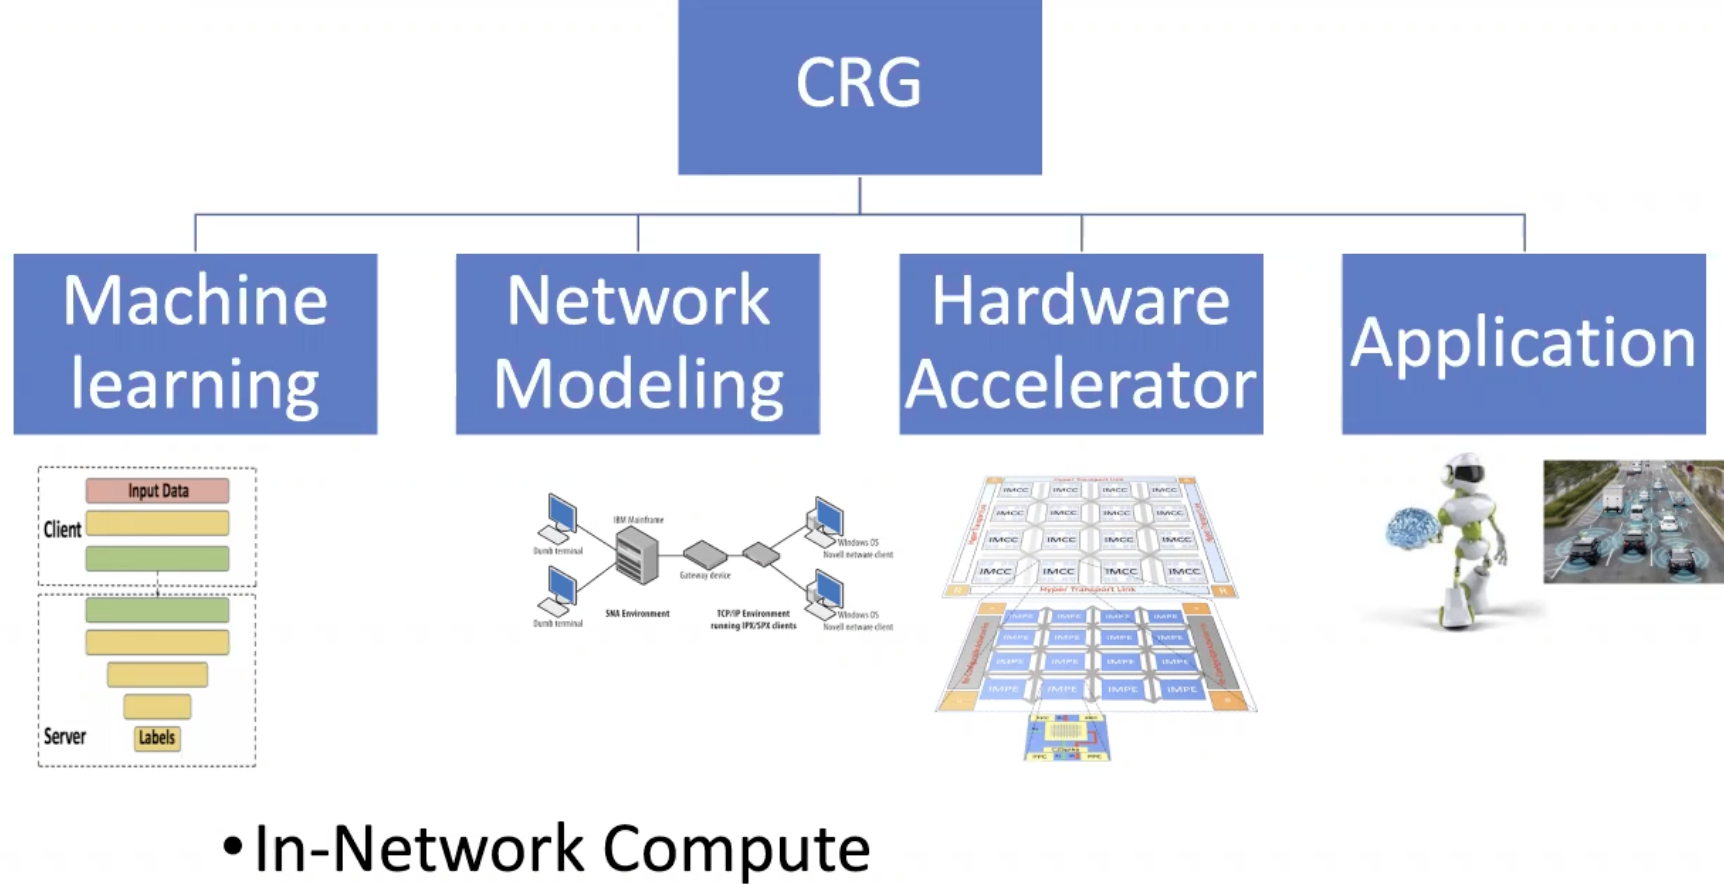 CRG
Machine
learning
Network
Modeling
Hardware
Accelerator
Application
Input Data
Client
Server
Labels
IBM Mainframe
Dumb terminal
Gateway device
Windows OS
Novell netware client
Dumb terminal
SNA Environment
TCP/IP Environment
running IPX/SPX clients
Windows OS
Novell netware client
Hyper Transport Link
IMCC IMCC IMCC IMCC
IMCC IMCC IMCC IMCC
IMCC IMCC IMCC IMCC
IMCC IMCC IMCC IMCC
R Hyper Transport Link R
IMPE IMPE IMPE IMPE
IMPE IMPE IMPE IMPE
IMPE IMPE IMPE IMPE
IMPE IMPE IMPE IMPE
•In-Network Compute